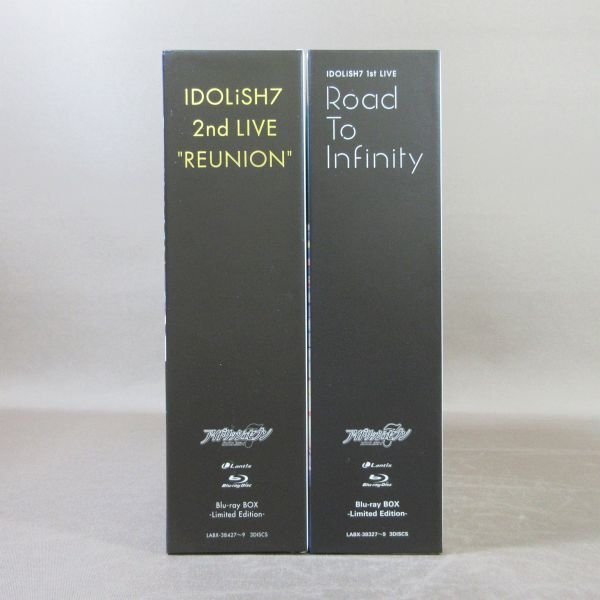 IDOLiSH7
2nd LIVE
"REUNION"
アイドリッシュセブン
Lantis
Blu-ray Disc
Blu-ray BOX
-Limited Edition-
LABX-38427~9 3DISCS
IDOLiSH7 1st LIVE
Road
To
Infinity
アイドリッシュセブン
Lantis
Blu-ray Disc
Blu-ray BOX
-Limited Edition-
LABX-38327~9 3DISCS